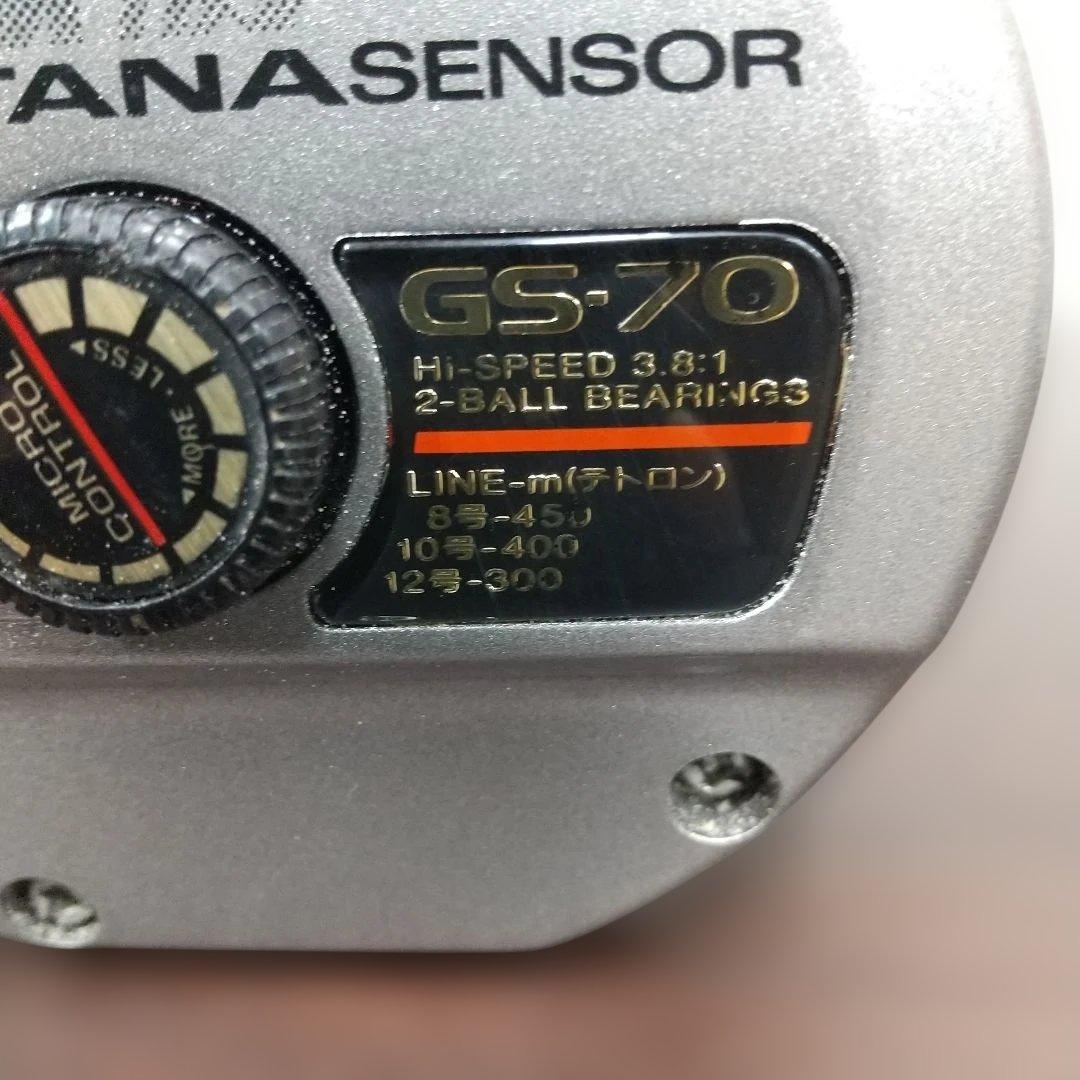 TANASENSOR
MICRO
CONTROL
MORE・LESS
GS-70
Hi-SPEED 3.8:1
2-BALL BEARINGS
LINE-m(テトロン)
8号-450
10号-400
12号-300